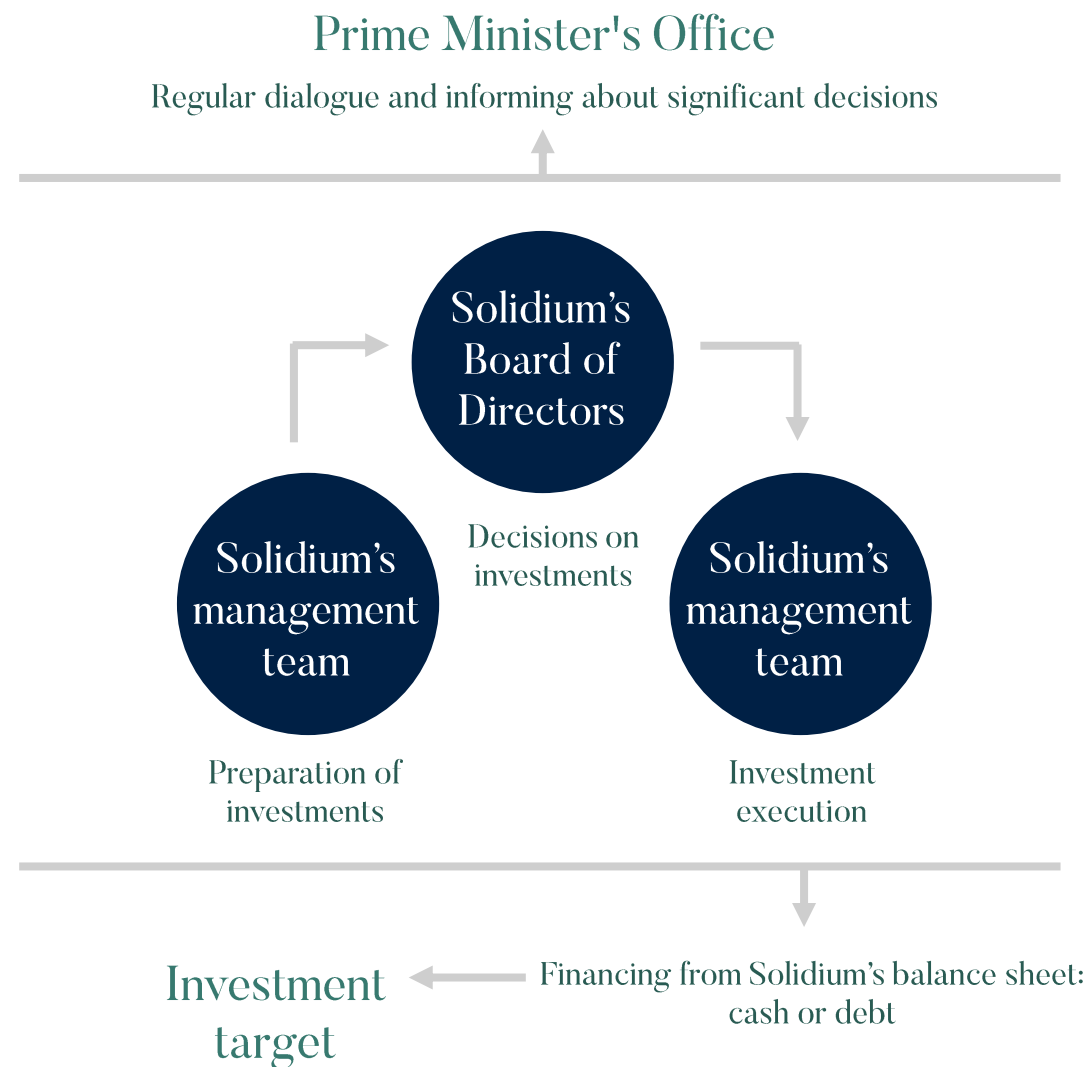 Prime Minister's Office
Regular dialogue and informing about significant decisions
Solidium’s
Board of
Directors
Decisions on
investments
Solidium’s
management
team
Preparation of
investments
Solidium’s
management
team
Investment
execution
Financing from Solidium’s balance sheet:
cash or debt
Investment
target